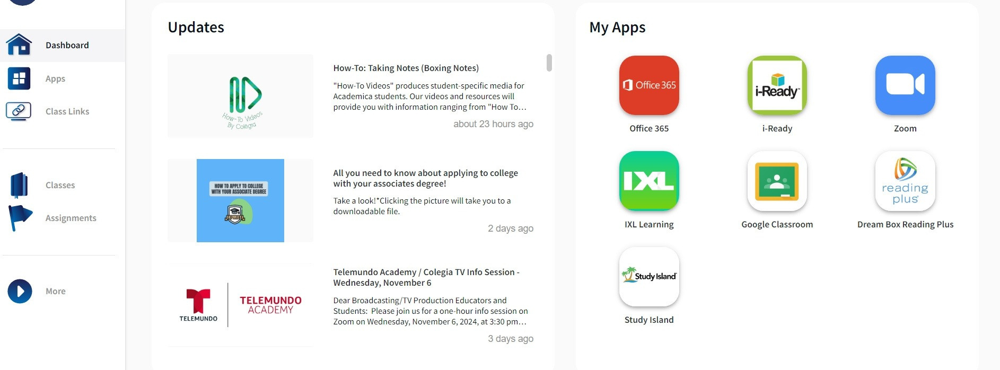 Dashboard
Apps
Class Links
Classes
Assignments
More
Updates
How-To Videos
By Colegia
How-To: Taking Notes (Boxing Notes)
"How-To Videos" produces student-specific media for
Academica students. Our videos and resources will
provide you with information ranging from "How To...
about 23 hours ago
HOW TO APPLY TO COLLEGE
WITH YOUR ASSOCIATE DEGREE
COLLEGE
All you need to know about applying to college
with your associates degree!
Take a look!*Clicking the picture will take you to a
downloadable file.
2 days ago
TELEMUNDO
TELEMUNDO
ACADEMY
Telemundo Academy / Colegia TV Info Session -
Wednesday, November 6
Dear Broadcasting/TV Production Educators and
Students:  Please join us for a one-hour info session on
Zoom on Wednesday, November 6, 2024, at 3:30 pm...
3 days ago
My Apps
Office 365
Office 365
i-Ready™
i-Ready
Zoom
IXL
IXL Learning
Google Classroom
reading
plus®
Dream Box Reading Plus
Study Island
Study Island